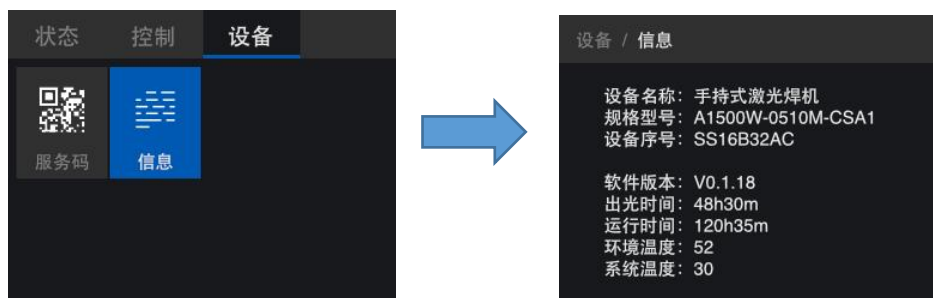 状态 控制 设备
服务码 信息
设备 / 信息
设备名称: 手持式激光焊机
规格型号: A1500W-0510M-CSA1
设备序号: SS16B32AC
软件版本: V0.1.18
出光时间: 48h30m
运行时间: 120h35m
环境温度: 52
系统温度: 30